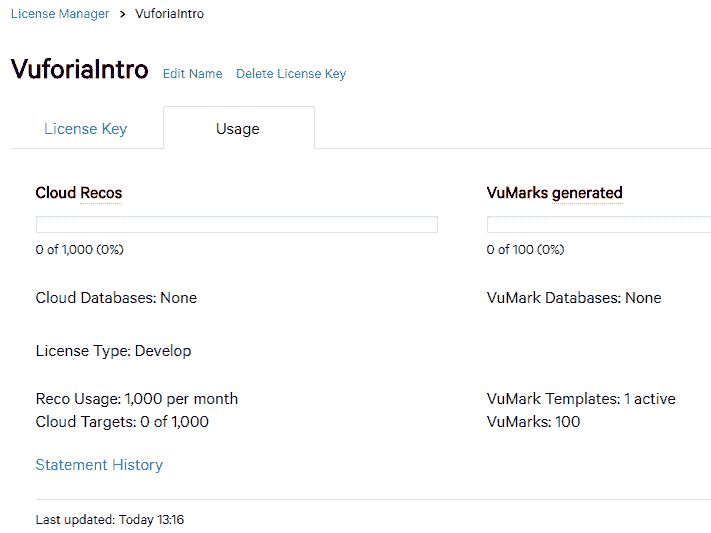 License Manager > VuforiaIntro
VuforiaIntro Edit Name Delete License Key
License Key Usage
Cloud Recos VuMarks generated
0 of 1,000 (0%) 0 of 100 (0%)
Cloud Databases: None VuMark Databases: None
License Type: Develop
Reco Usage: 1,000 per month VuMark Templates: 1 active
Cloud Targets: 0 of 1,000 VuMarks: 100
Statement History
Last updated: Today 13:16